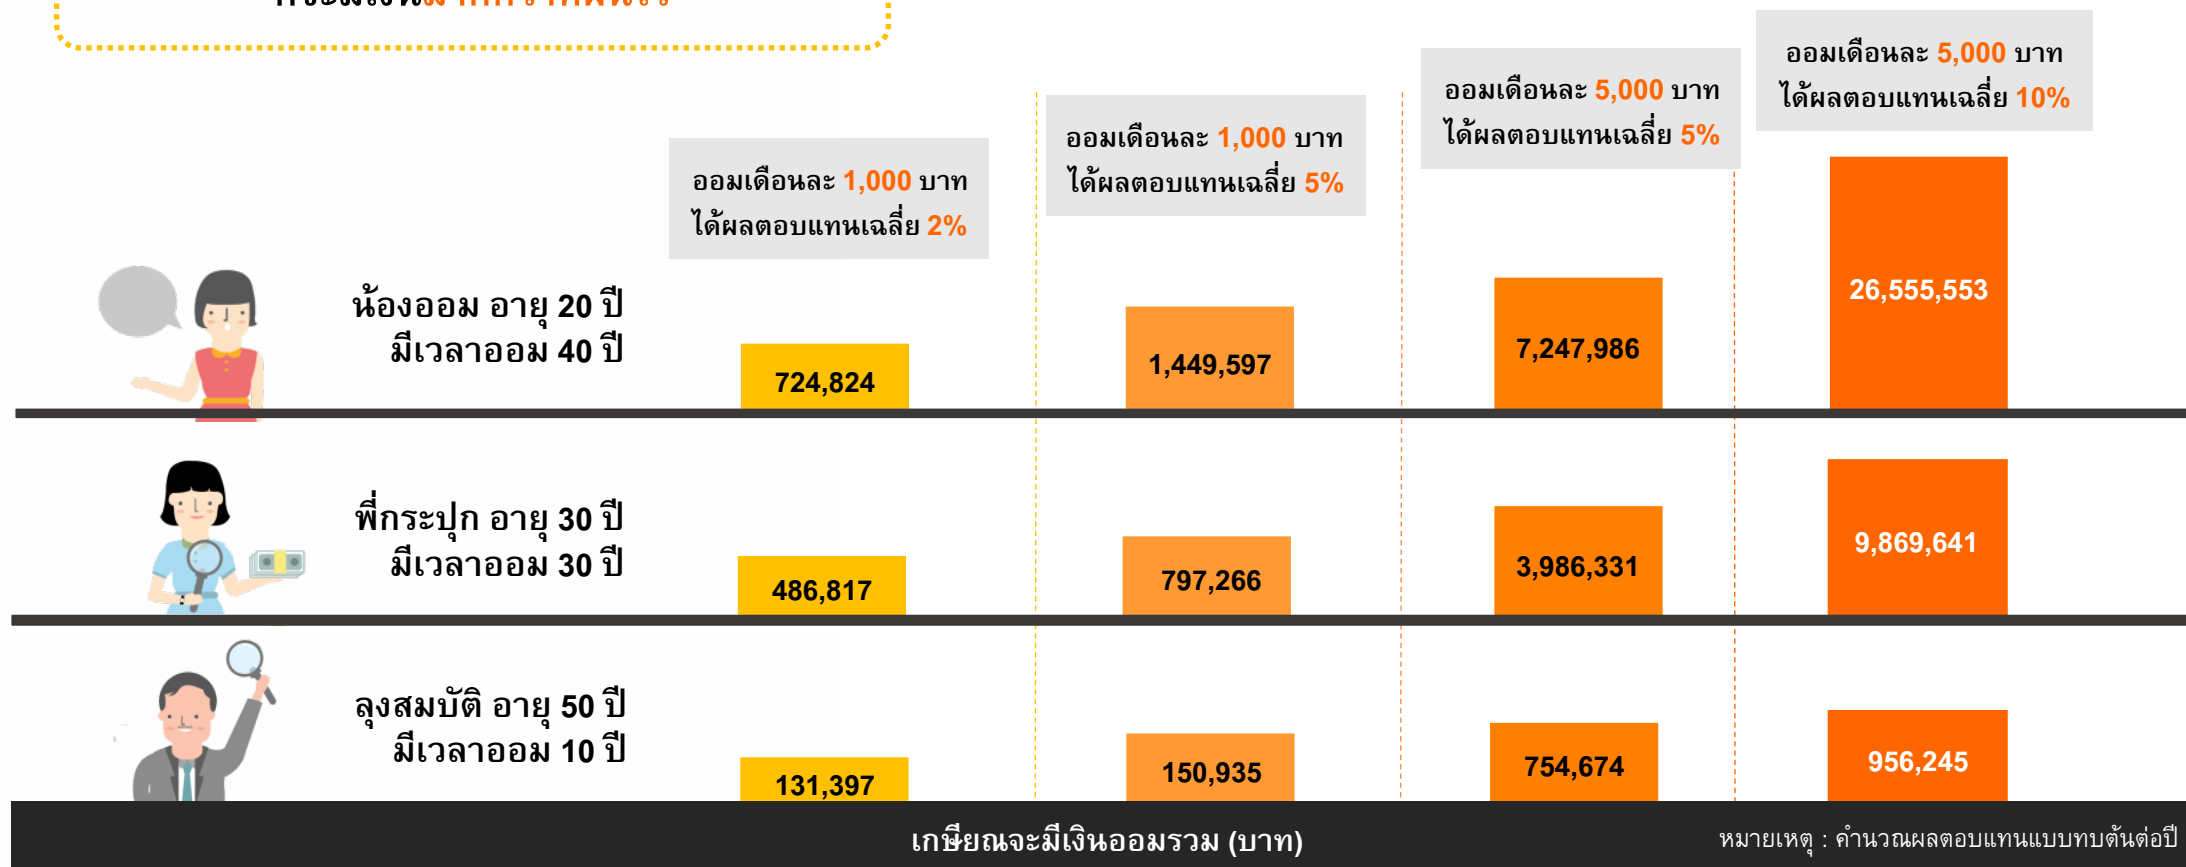 ออมเดือนละ 5,000 บาท
ได้ผลตอบแทนเฉลี่ย 10%
ออมเดือนละ 5,000 บาท
ได้ผลตอบแทนเฉลี่ย 5%
ออมเดือนละ 1,000 บาท
ได้ผลตอบแทนเฉลี่ย 5%
ออมเดือนละ 1,000 บาท
ได้ผลตอบแทนเฉลี่ย 2%
น้องออม อายุ 20 ปี
มีเวลาออม 40 ปี
724,824
1,449,597
7,247,986
26,555,553
พี่กระปุก อายุ 30 ปี
มีเวลาออม 30 ปี
486,817
797,266
3,986,331
9,869,641
ลุงสมบัติ อายุ 50 ปี
มีเวลาออม 10 ปี
131,397
150,935
754,674
956,245
เกษียณจะมีเงินออมรวม (บาท)
หมายเหตุ : คำนวณผลตอบแทนแบบทบต้นต่อปี